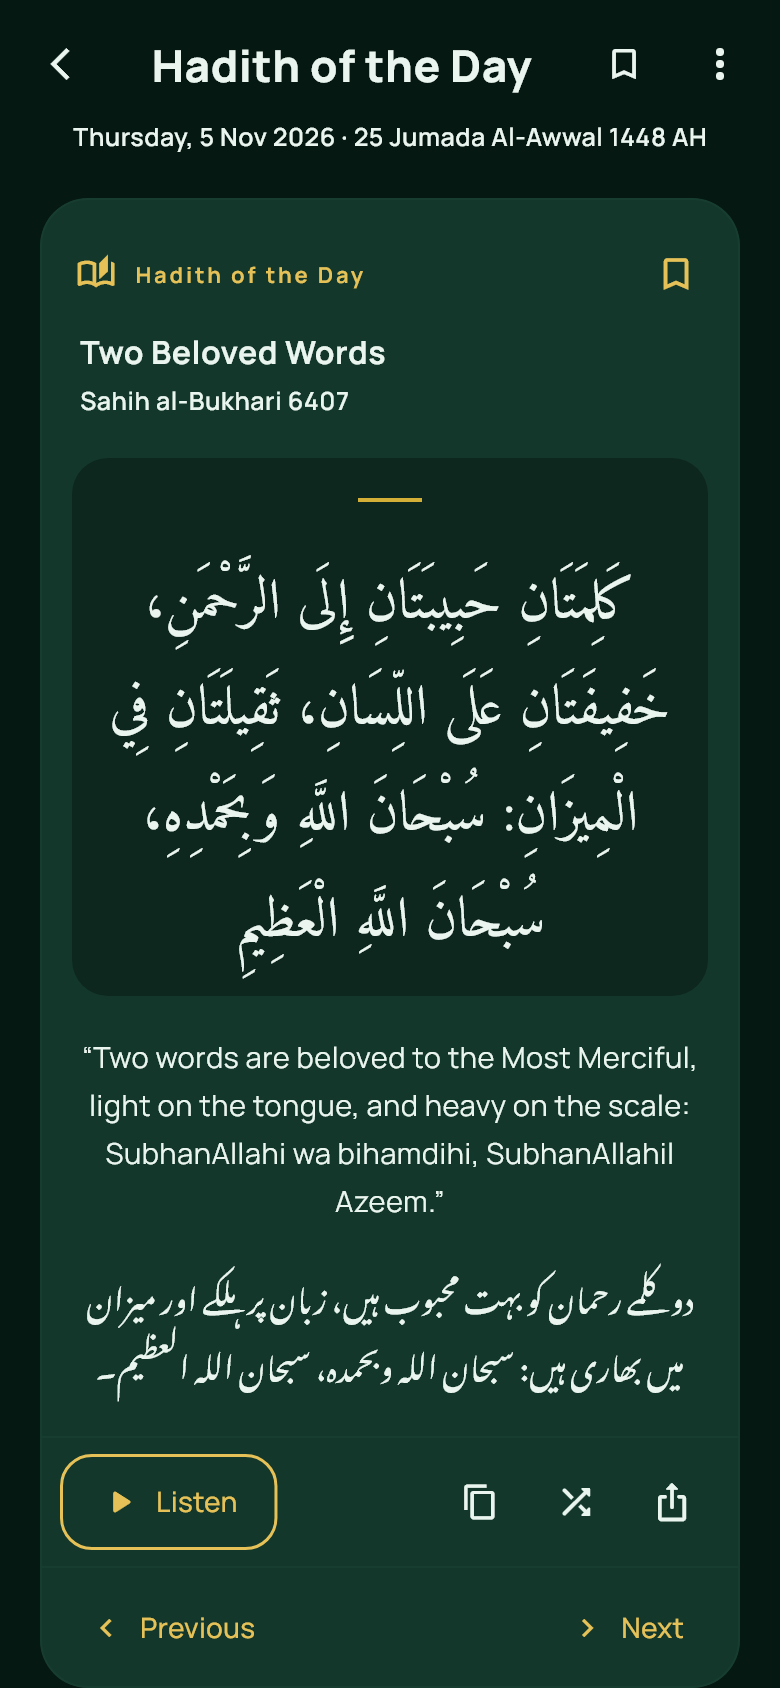 Hadith of the Day
Thursday, 5 Nov 2026 · 25 Jumada Al-Awwal 1448 AH
Hadith of the Day
Two Beloved Words
Sahih al-Bukhari 6407
كَلِمَتَانِ حَبِيبَتَانِ إِلَى الرَّحْمَنِ،
خَفِيفَتَانِ عَلَى اللِّسَانِ، ثَقِيلَتَانِ فِي
الْمِيزَانِ: سُبْحَانَ اللَّهِ وَبِحَمْدِهِ،
سُبْحَانَ اللَّهِ الْعَظِيمِ
“Two words are beloved to the Most Merciful,
light on the tongue, and heavy on the scale:
SubhanAllahi wa bihamdihi, SubhanAllahil
Azeem.”
دو کلمے رحمان کو بہت محبوب ہیں، زبان پر ہلکے اور میزان
میں بھاری ہیں: سبحان اللہ وبحمدہ، سبحان اللہ العظیم۔
Listen
Previous
Next